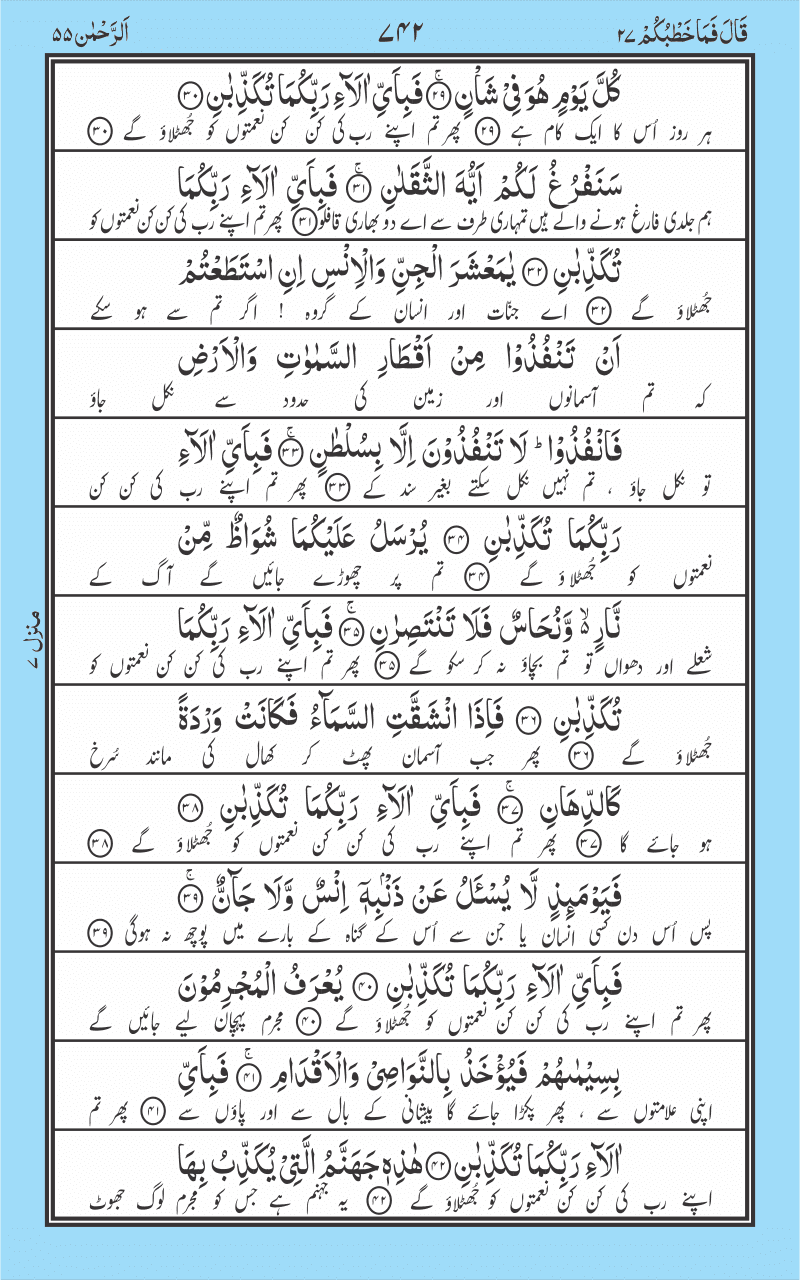 قَالَ فَمَا خَطْبُكُمْ ۲۷
۷۴۲
اَلرَّحْمٰن ۵۵
كُلَّ يَوْمٍ هُوَ فِيْ شَاْنٍ ۚ‏﴿۲۹﴾ فَبِاَيِّ اٰلَآءِ رَبِّكُمَا تُكَذِّبٰنِ ﴿۳۰﴾
ہر روز اُس کا ایک کام ہے ﴿۲۹﴾ پھر تم اپنے رب کی کن کن نعمتوں کو جُھٹلاؤ گے ﴿۳۰﴾
سَنَفْرُغُ لَكُمْ اَيُّهَ الثَّقَلٰنِ ۚ‏﴿۳۱﴾ فَبِاَيِّ اٰلَآءِ رَبِّكُمَا
ہم جلدی فارغ ہونے والے ہیں تمہاری طرف سے اے دو بھاری قافلو ﴿۳۱﴾ پھر تم اپنے رب کی کن کن نعمتوں کو
تُكَذِّبٰنِ ﴿۳۲﴾ يٰمَعْشَرَ الْجِنِّ وَالْاِنْسِ اِنِ اسْتَطَعْتُمْ
جُھٹلاؤ گے ﴿۳۲﴾ اے جنّات اور انسان کے گروہ ! اگر تم سے ہو سکے
اَنْ تَنْفُذُوْا مِنْ اَقْطَارِ السَّمٰوٰتِ وَالْاَرْضِ
کہ تم آسمانوں اور زمین کی حدود سے نکل جاؤ
فَانْفُذُوْا ؕ لَا تَنْفُذُوْنَ اِلَّا بِسُلْطٰنٍ ۚ‏﴿۳۳﴾ فَبِاَيِّ اٰلَآءِ
تو نکل جاؤ ، تم نہیں نکل سکتے بغیر سند کے ﴿۳۳﴾ پھر تم اپنے رب کی کن کن
رَبِّكُمَا تُكَذِّبٰنِ ﴿۳۴﴾ يُرْسَلُ عَلَيْكُمَا شُوَاظٌ مِّنْ
نعمتوں کو جُھٹلاؤ گے ﴿۳۴﴾ تم پر چھوڑے جائیں گے آگ کے
نَّارٍ ۙ وَّنُحَاسٌ فَلَا تَنْتَصِرٰنِ ۚ‏﴿۳۵﴾ فَبِاَيِّ اٰلَآءِ رَبِّكُمَا
شعلے اور دھواں تو تم بچاؤ نہ کر سکو گے ﴿۳۵﴾ پھر تم اپنے رب کی کن کن نعمتوں کو
منزل ۷
تُكَذِّبٰنِ ﴿۳۶﴾ فَاِذَا انْشَقَّتِ السَّمَآءُ فَكَانَتْ وَرْدَةً
جُھٹلاؤ گے ﴿۳۶﴾ پھر جب آسمان پھٹ کر کھال کی مانند سُرخ
كَالدِّهَانِ ۚ‏﴿۳۷﴾ فَبِاَيِّ اٰلَآءِ رَبِّكُمَا تُكَذِّبٰنِ ﴿۳۸﴾
ہو جائے گا ﴿۳۷﴾ پھر تم اپنے رب کی کن کن نعمتوں کو جُھٹلاؤ گے ﴿۳۸﴾
فَيَوْمَئِذٍ لَّا يُسْـَٔلُ عَنْ ذَنْۢبِهٖٓ اِنْسٌ وَّلَا جَآنٌّ ۚ‏﴿۳۹﴾
پس اُس دن کسی انسان یا جن سے اُس کے گناہ کے بارے میں پوچھ نہ ہوگی ﴿۳۹﴾
فَبِاَيِّ اٰلَآءِ رَبِّكُمَا تُكَذِّبٰنِ ﴿۴۰﴾ يُعْرَفُ الْمُجْرِمُوْنَ
پھر تم اپنے رب کی کن کن نعمتوں کو جُھٹلاؤ گے ﴿۴۰﴾ مجرم پہچان لیے جائیں گے
بِسِيْمٰىهُمْ فَيُؤْخَذُ بِالنَّوَاصِيْ وَالْاَقْدَامِ ۚ‏﴿۴۱﴾ فَبِاَيِّ
اپنی علامتوں سے ، پھر پکڑا جائے گا پیشانی کے بال سے اور پاؤں سے ﴿۴۱﴾ پھر تم
اٰلَآءِ رَبِّكُمَا تُكَذِّبٰنِ ﴿۴۲﴾ هٰذِهٖ جَهَنَّمُ الَّتِيْ يُكَذِّبُ بِهَا
اپنے رب کی کن کن نعمتوں کو جُھٹلاؤ گے ﴿۴۲﴾ یہ جہنم ہے جس کو مجرم لوگ جھوٹ